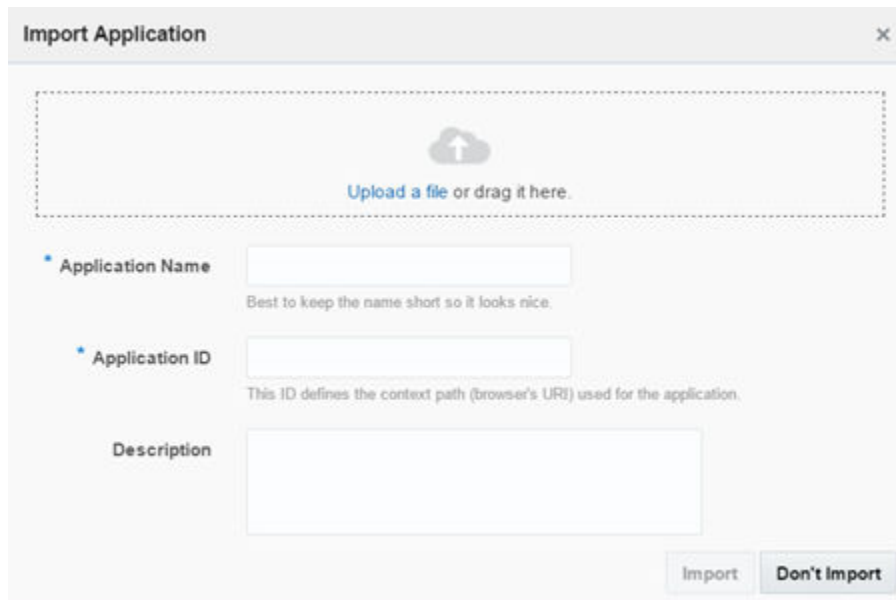 Import Application
×
Upload a file or drag it here.
* Application Name
Best to keep the name short so it looks nice.
* Application ID
This ID defines the context path (browser's URI) used for the application.
Description
Import Don't Import